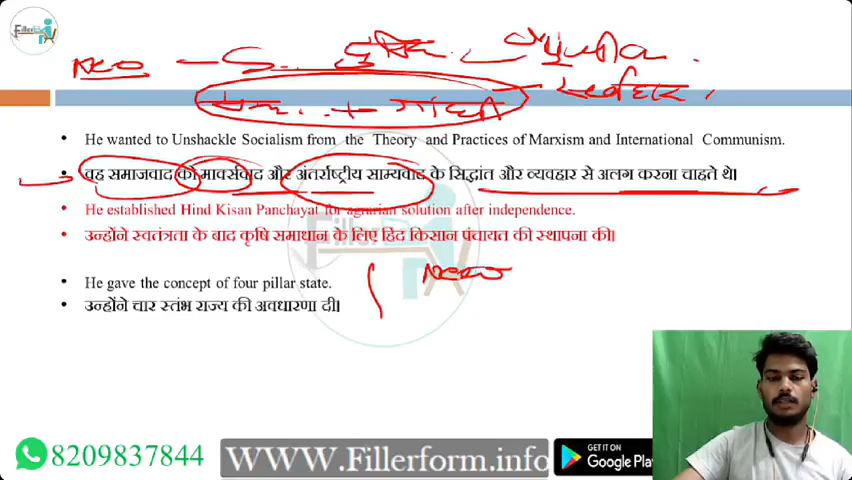 He wanted to Unshackle Socialism from the Theory and Practices of Marxism and International Communism.
वह समाजवाद को मार्क्सवाद और अंतर्राष्ट्रीय साम्यवाद के सिद्धांत और व्यवहार से अलग करना चाहते थे।
He established Hind Kisan Panchayat for agrarian solution after independence.
उन्होंने स्वतंत्रता के बाद कृषि समाधान के लिए हिंद किसान पंचायत की स्थापना की।
He gave the concept of four pillar state.
उन्होंने चार स्तंभ राज्य की अवधारणा दी।
8209837844
WWW.Fillerform.info
GET IT ON
Google Pla